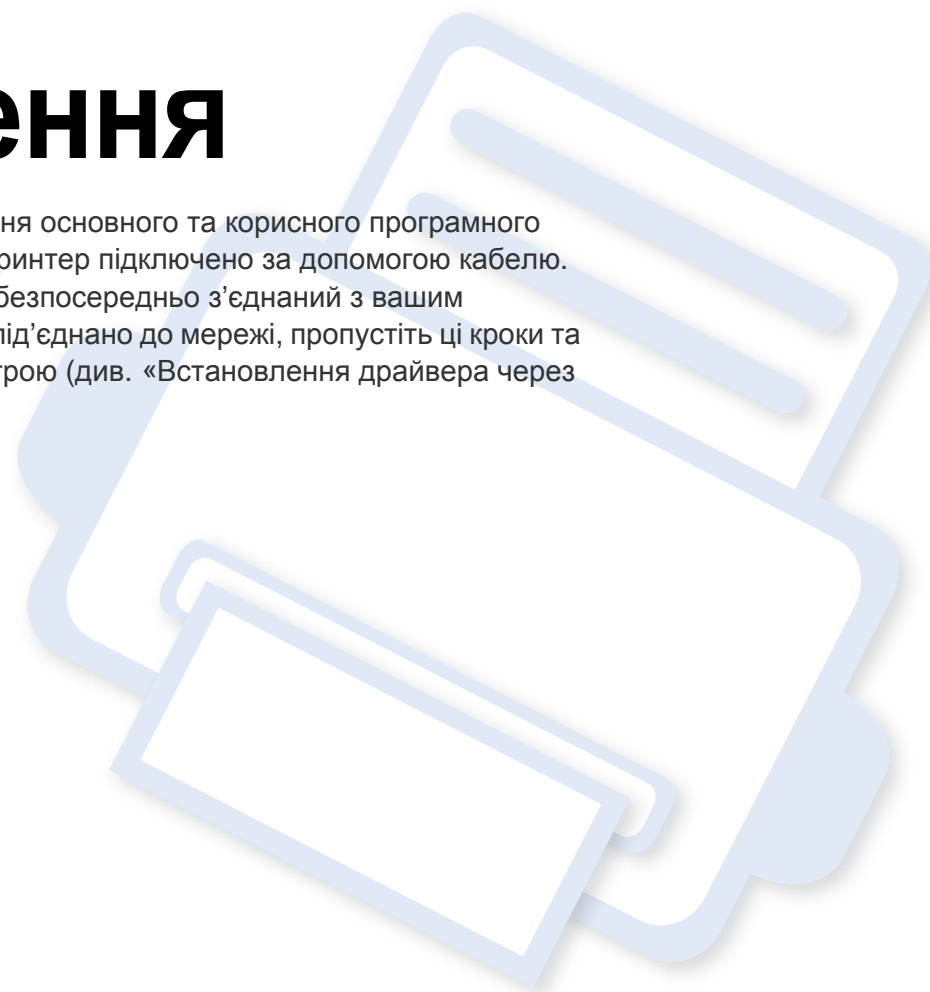 ення
ня основного та корисного програмного
ринтер підключено за допомогою кабелю.
безпосередньо з’єднаний з вашим
під’єднано до мережі, пропустіть ці кроки та
трою (див. «Встановлення драйвера через